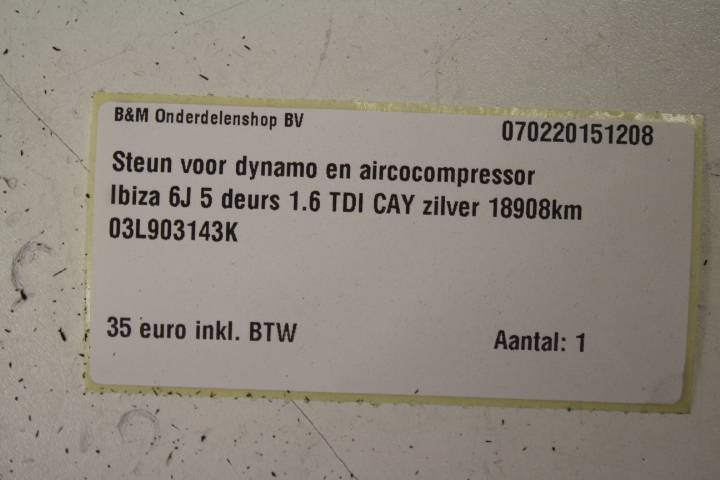 B&M Onderdelenshop BV 070220151208
Steun voor dynamo en aircocompressor
Ibiza 6J 5 deurs 1.6 TDI CAY zilver 18908km
03L903143K
35 euro inkl. BTW Aantal: 1